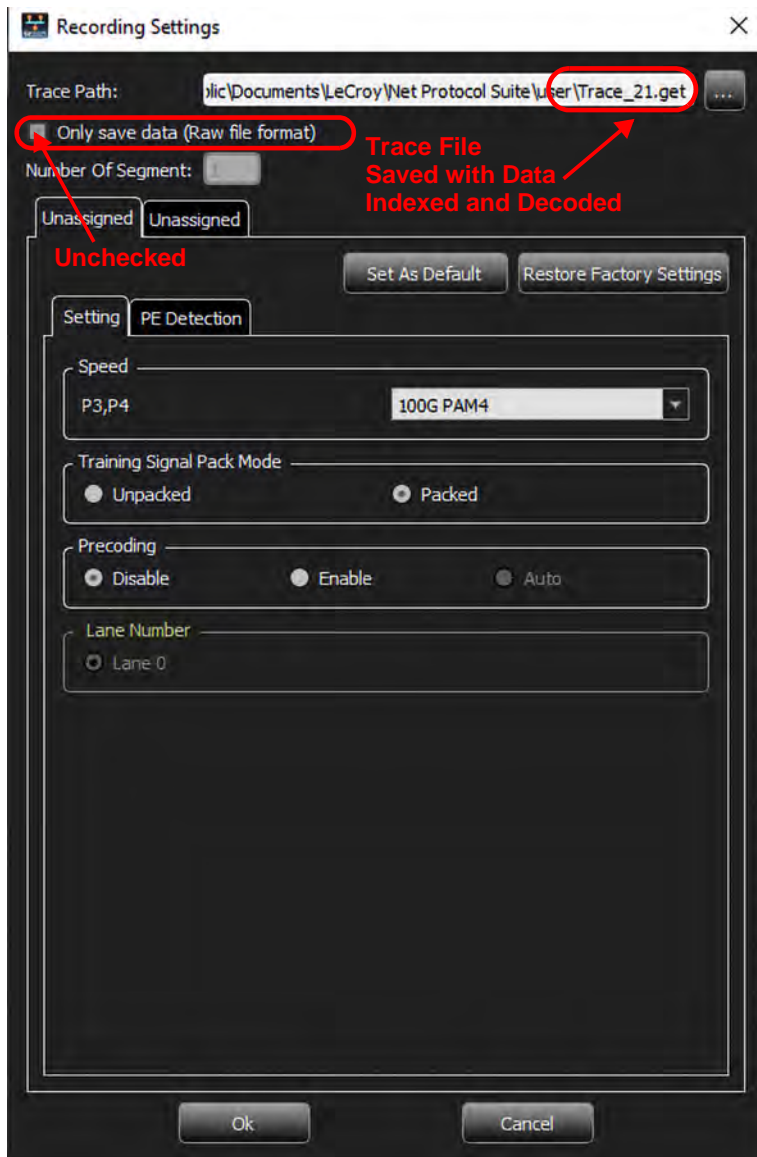 Recording Settings
Trace Path: olic\Documents\LeCroy\Net Protocol Suite\user\Trace_21.get ...
Only save data (Raw file format)
Trace File
Saved with Data
Indexed and Decoded
Number Of Segment: 1
Unassigned Unassigned
Unchecked
Set As Default Restore Factory Settings
Setting PE Detection
Speed
P3,P4 100G PAM4
Training Signal Pack Mode
Unpacked Packed
Precoding
Disable Enable Auto
Lane Number
Lane 0
Ok Cancel